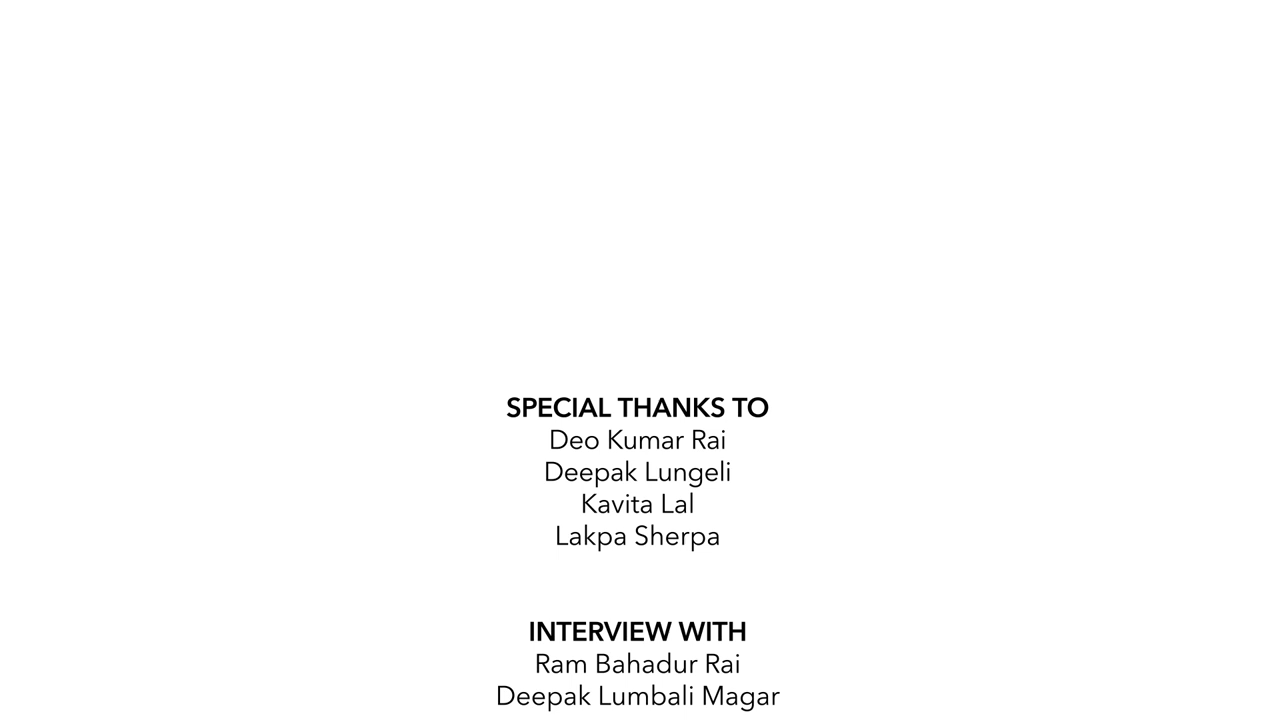 SPECIAL THANKS TO
Deo Kumar Rai
Deepak Lungeli
Kavita Lal
Lakpa Sherpa
INTERVIEW WITH
Ram Bahadur Rai
Deepak Lumbali Magar